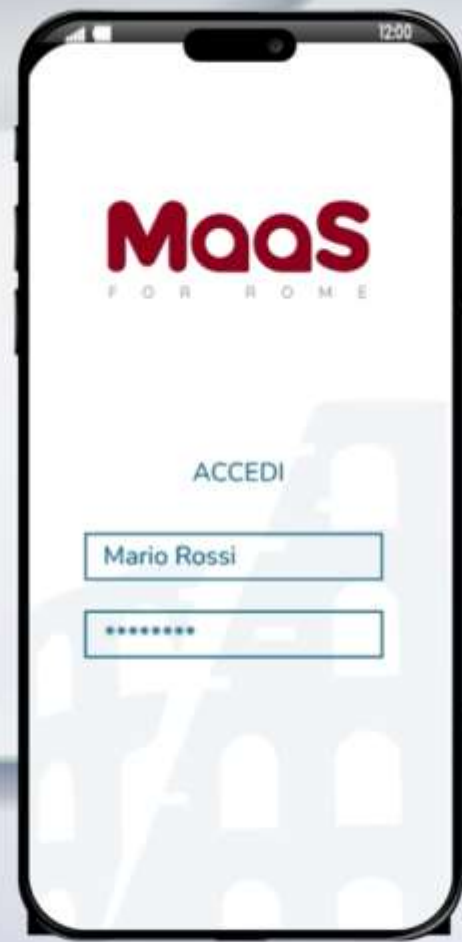 12:00
MaaS
FOR ROME
ACCEDI
Mario Rossi
••••••••